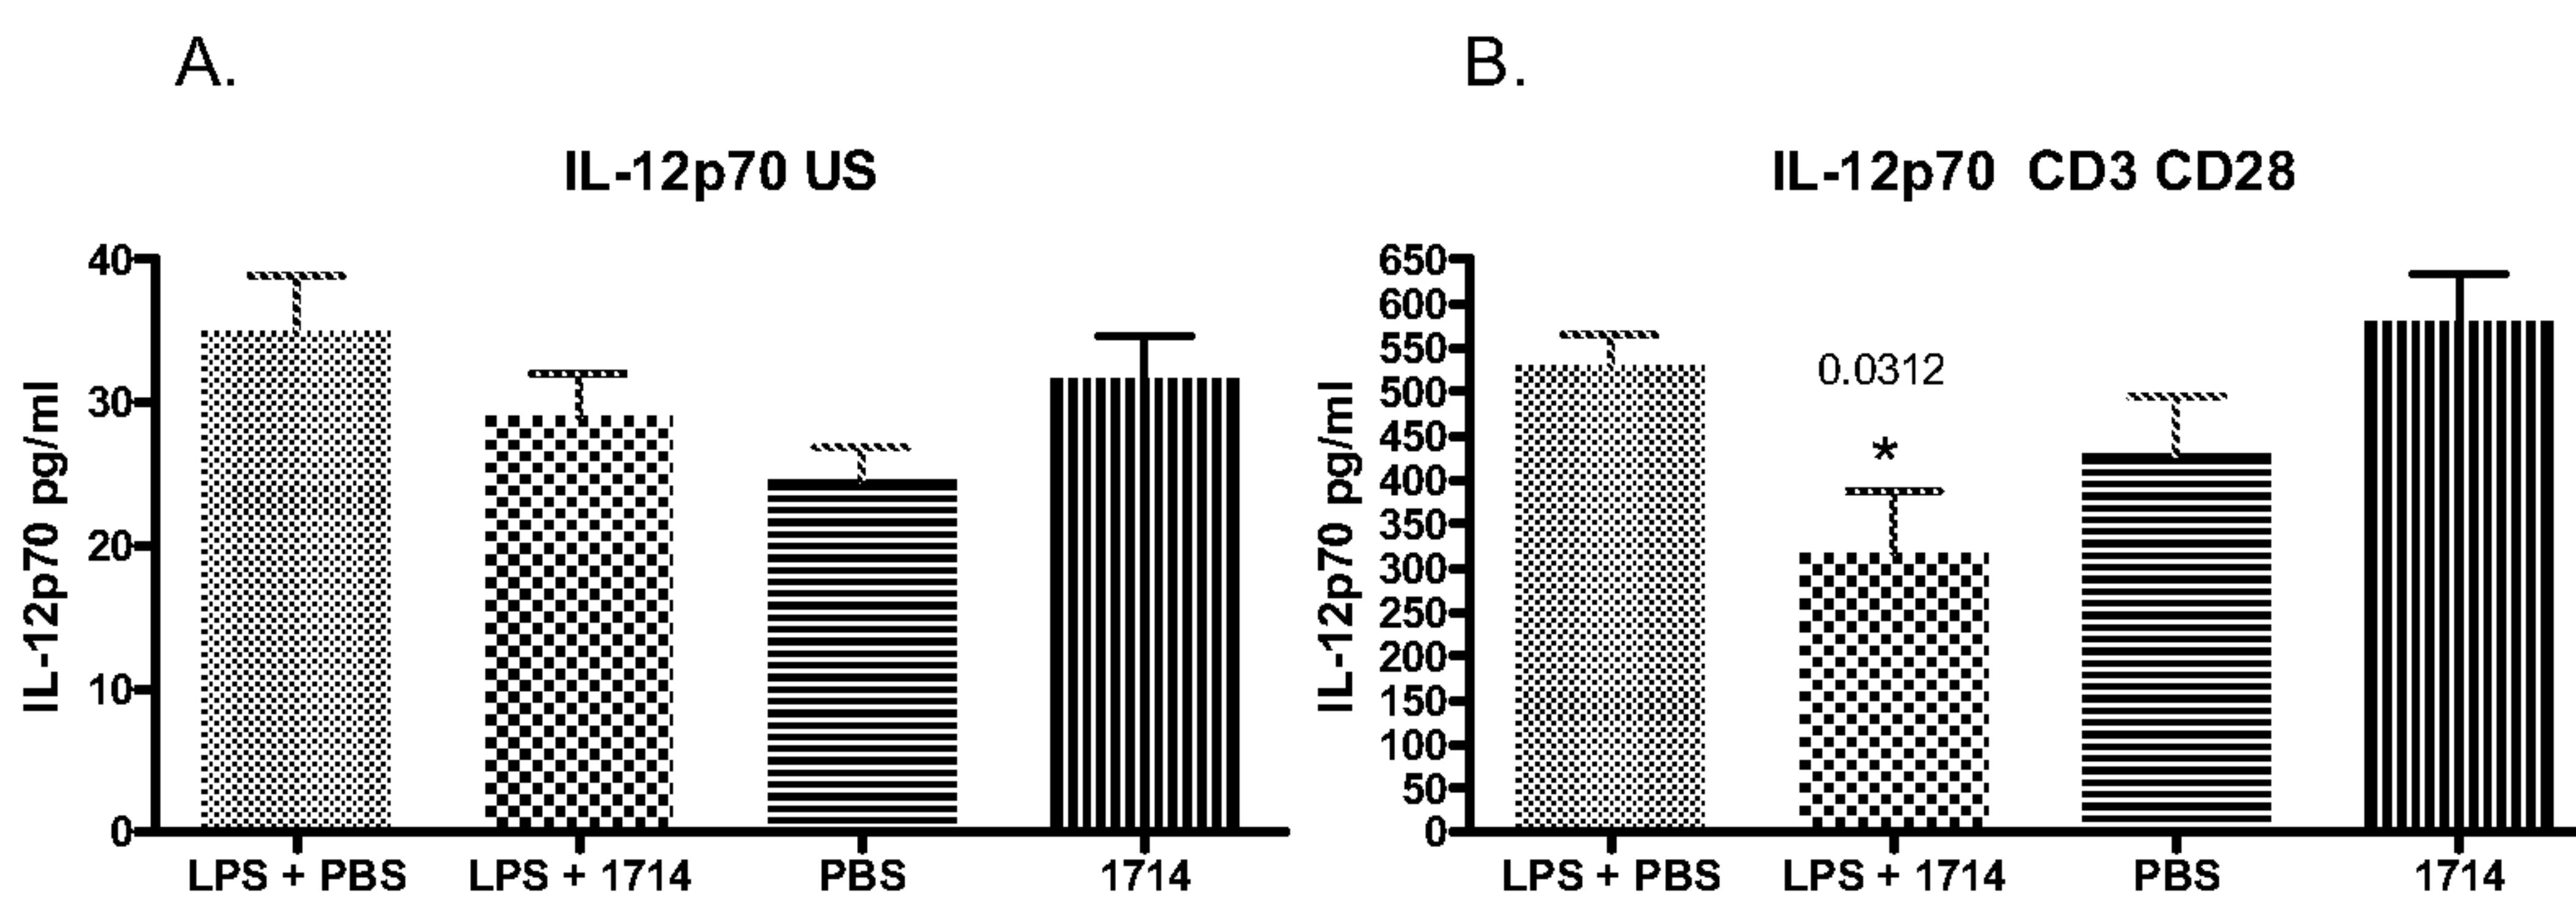 A.
IL-12p70 US
IL-12p70 pg/ml
40
30
20
10
0
LPS + PBS
LPS + 1714
PBS
1714
B.
IL-12p70 CD3 CD28
IL-12p70 pg/ml
650
600
550
500
450
400
350
300
250
200
150
100
50
0
0.0312
*
LPS + PBS
LPS + 1714
PBS
1714